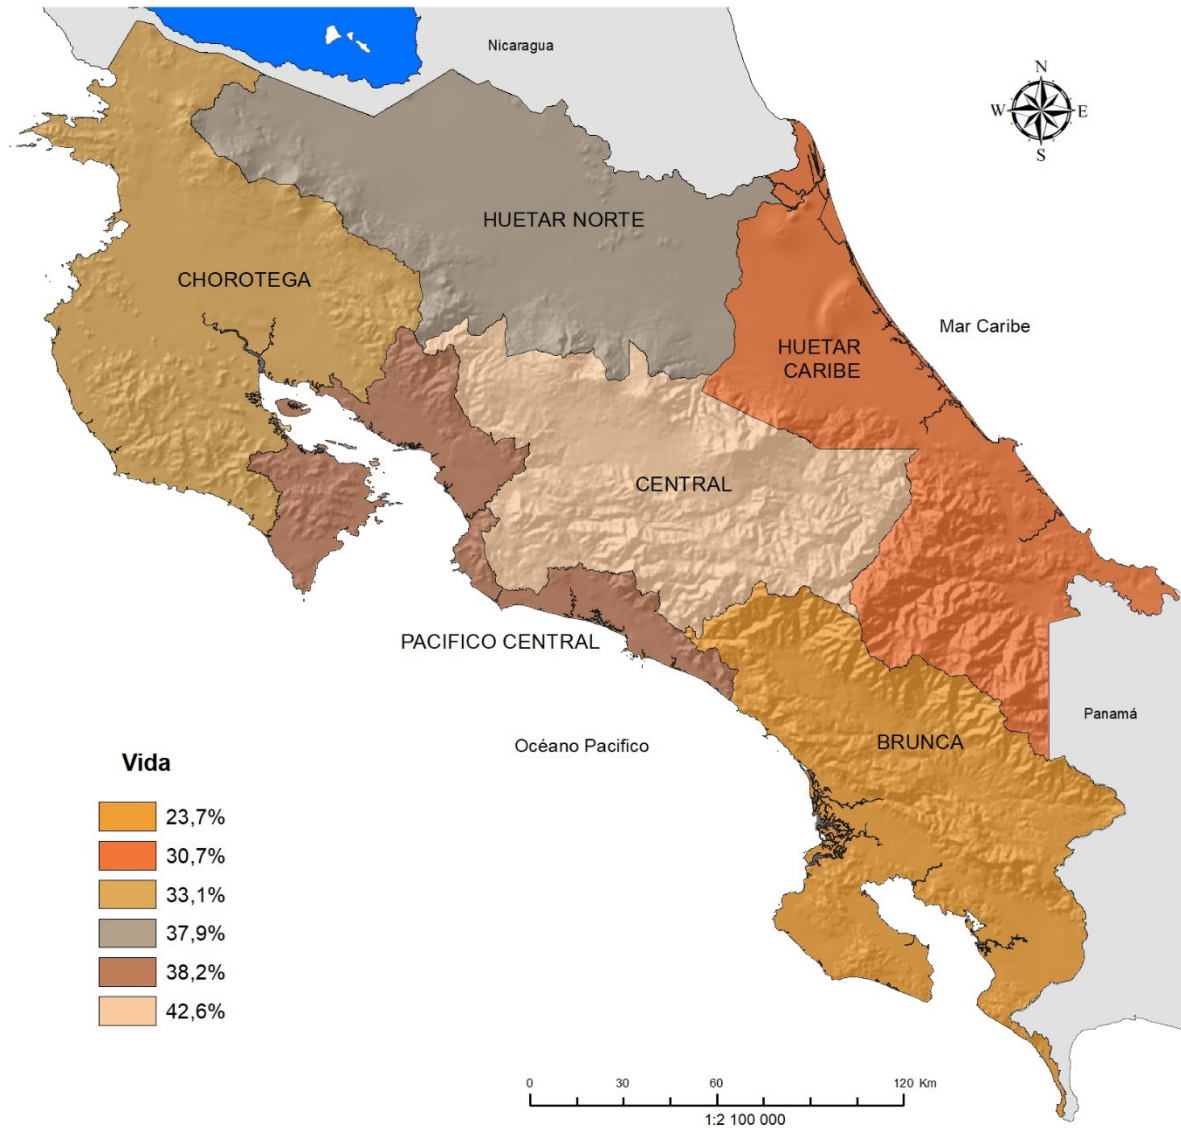 Nicaragua
N
W
E
S
HUETAR NORTE
CHOROTEGA
Mar Caribe
HUETAR
CARIBE
CENTRAL
PACIFICO CENTRAL
Panamá
BRUNCA
Océano Pacifico
Vida
23,7%
30,7%
33,1%
37,9%
38,2%
42,6%
0 30 60 120 Km
1:2 100 000